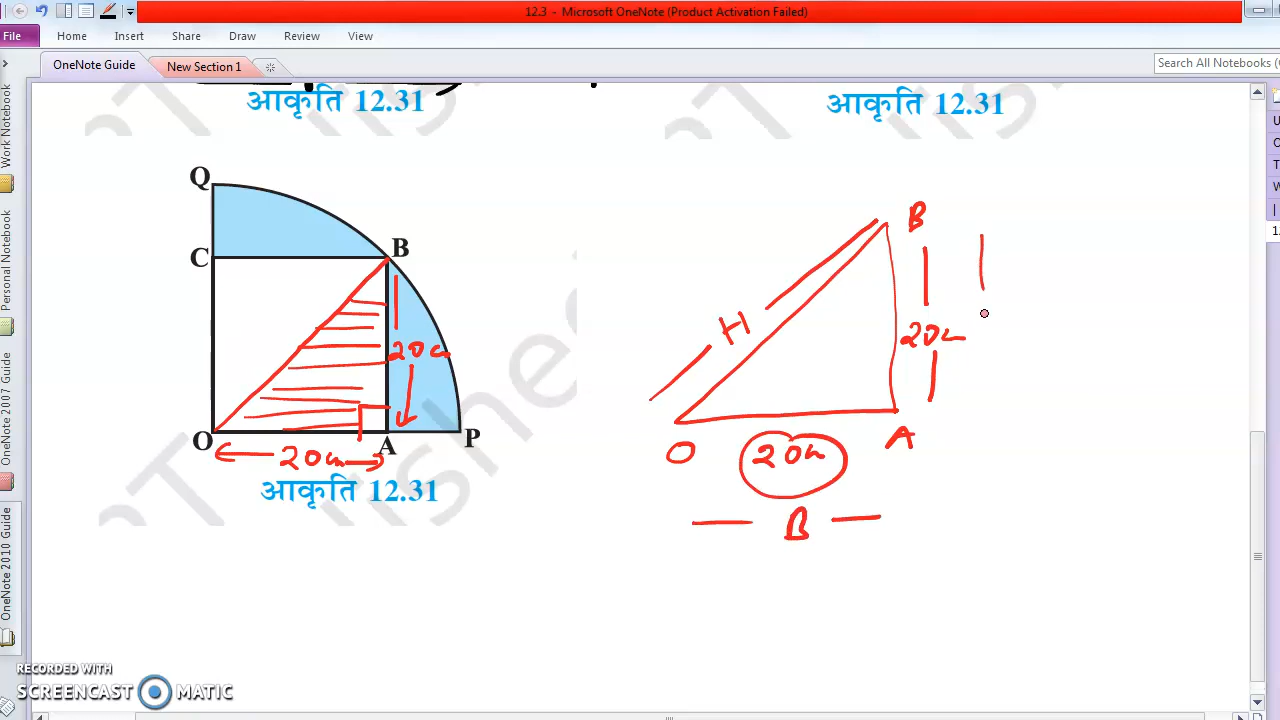 12.3 - Microsoft OneNote (Product Activation Failed)
File Home Insert Share Draw Review View
OneNote Guide New Section 1
Search All Notebooks (
आकृति 12.31
आकृति 12.31
Q
C
B
20cm
O
A
P
20cm
आकृति 12.31
B
H
20cm
O
A
20cm
B
Personal Notebook
Work Notebook
OneNote 2007 Guide
OneNote 2010 Guide
RECORDED WITH
SCREENCAST MATIC